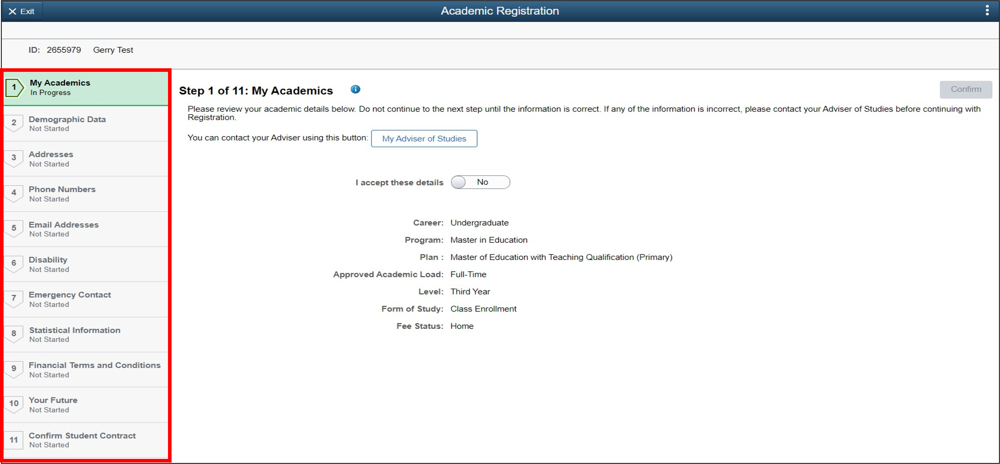 Exit
Academic Registration
ID: 2655979 Gerry Test
1 My Academics
In Progress
2 Demographic Data
Not Started
3 Addresses
Not Started
4 Phone Numbers
Not Started
5 Email Addresses
Not Started
6 Disability
Not Started
7 Emergency Contact
Not Started
8 Statistical Information
Not Started
9 Financial Terms and Conditions
Not Started
10 Your Future
Not Started
11 Confirm Student Contract
Not Started
Step 1 of 11: My Academics
Confirm
Please review your academic details below. Do not continue to the next step until the information is correct. If any of the information is incorrect, please contact your Adviser of Studies before continuing with
Registration.
You can contact your Adviser using this button: My Adviser of Studies
I accept these details No
Career: Undergraduate
Program: Master in Education
Plan : Master of Education with Teaching Qualification (Primary)
Approved Academic Load: Full-Time
Level: Third Year
Form of Study: Class Enrollment
Fee Status: Home